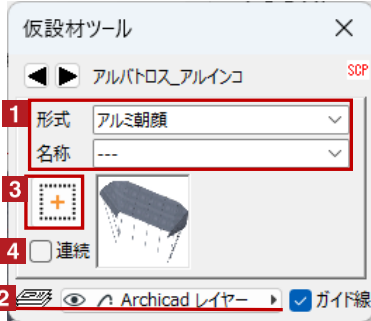 仮設材ツール
アルバトロス_アルインコ
SCP
1
形式 アルミ朝顔
名称 ---
3
4 連続
2 Archicad レイヤー ガイド線